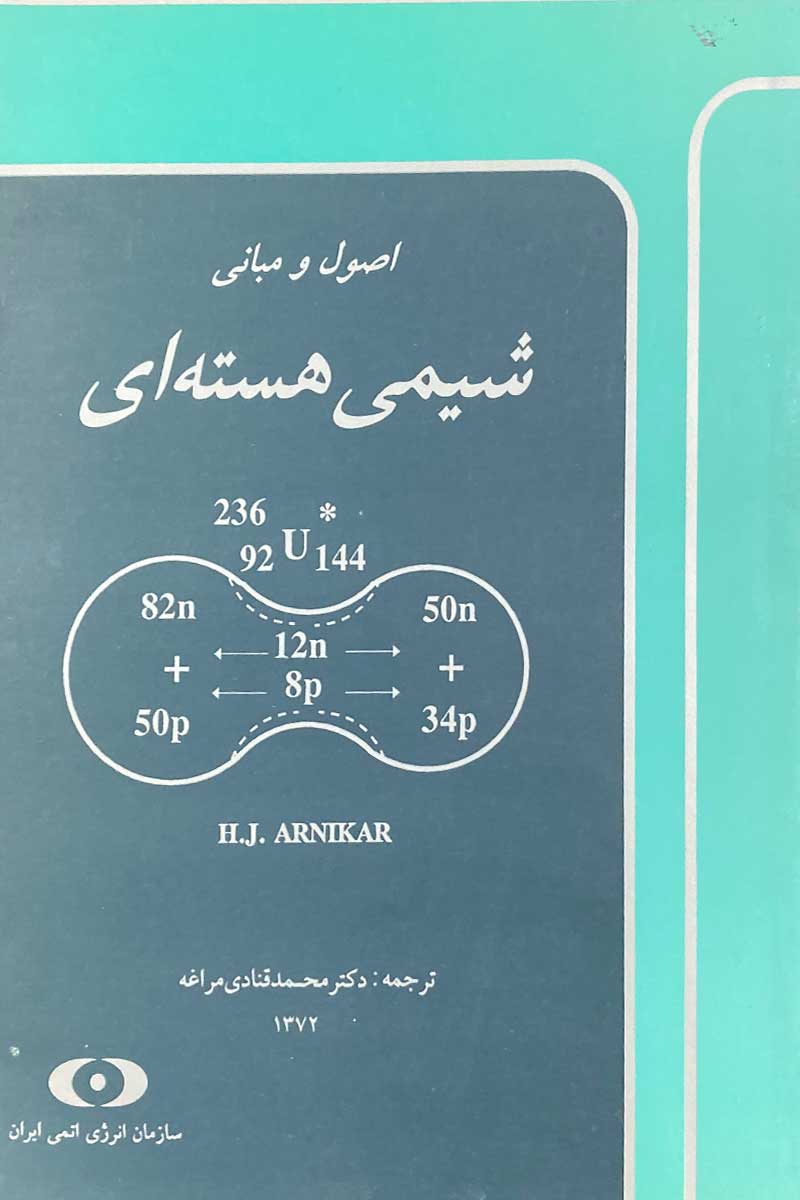 اصول و مبانی
شیمی هسته‌ای
236 *
92 U 144
82n 50n
← 12n →
+ +
← 8p →
50p 34p
H.J. ARNIKAR
ترجمه: دکتر محمد قنادی مراغه
۱۳۷۲
سازمان انرژی اتمی ایران